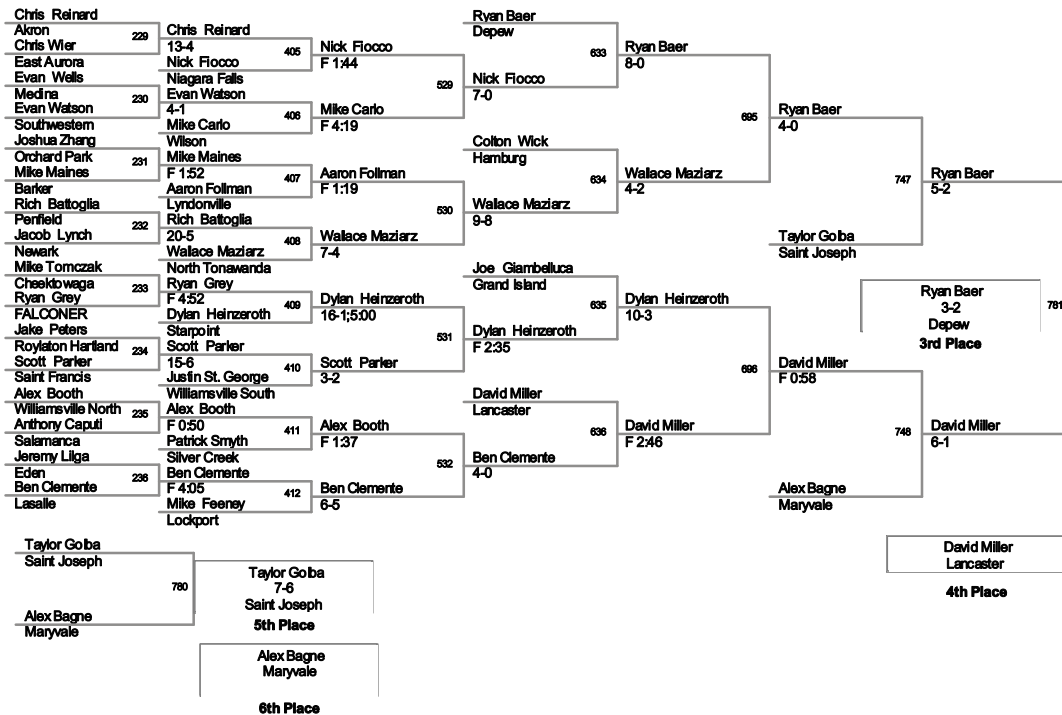 Chris Reinard
Akron
229
Chris Wier
East Aurora
Evan Wells
Medina
230
Evan Watson
Southwestern
Joshua Zhang
Orchard Park
231
Mike Maines
Barker
Rich Battoglia
Penfield
232
Jacob Lynch
Newark
Mike Tomczak
Cheektowaga
233
Ryan Grey
FALCONER
Jake Peters
Roylaton Hartland
234
Scott Parker
Saint Francis
Alex Booth
Williamsville North
235
Anthony Caputi
Salamanca
Jeremy Lilga
Eden
236
Ben Clemente
Lasalle
Chris Reinard
13-4
405
Nick Fiocco
Niagara Falls
Evan Watson
4-1
406
Mike Carlo
Wilson
Mike Maines
F 1:52
407
Aaron Follman
Lyndonville
Rich Battoglia
20-5
408
Wallace Maziarz
North Tonawanda
Ryan Grey
F 4:52
409
Dylan Heinzeroth
Starpoint
Scott Parker
15-6
410
Justin St. George
Williamsville South
Alex Booth
F 0:50
411
Patrick Smyth
Silver Creek
Ben Clemente
F 4:05
412
Mike Feeney
Lockport
Nick Fiocco
F 1:44
529
Mike Carlo
F 4:19
Aaron Follman
F 1:19
530
Wallace Maziarz
7-4
Dylan Heinzeroth
16-1;5:00
531
Scott Parker
3-2
Alex Booth
F 1:37
532
Ben Clemente
6-5
Ryan Baer
Depew
633
Nick Fiocco
7-0
Colton Wick
Hamburg
634
Wallace Maziarz
9-8
Joe Giambelluca
Grand Island
635
Dylan Heinzeroth
F 2:35
David Miller
Lancaster
636
Ben Clemente
4-0
Ryan Baer
8-0
695
Wallace Maziarz
4-2
Dylan Heinzeroth
10-3
696
David Miller
F 2:46
Ryan Baer
4-0
747
Taylor Golba
Saint Joseph
David Miller
F 0:58
748
Alex Bagne
Maryvale
Ryan Baer
5-2
Ryan Baer
3-2
Depew
3rd Place
781
David Miller
6-1
David Miller
Lancaster
4th Place
Taylor Golba
Saint Joseph
780
Alex Bagne
Maryvale
Taylor Golba
7-6
Saint Joseph
5th Place
Alex Bagne
Maryvale
6th Place